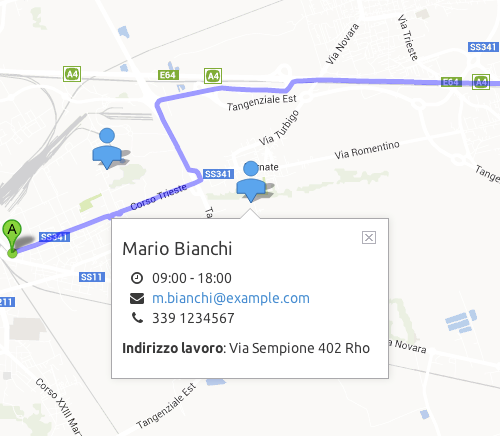 Via Novara
Via Trieste
SS341
A4
E64
A4
E64
A4
Tangenziale Est
Via Turbigo
Via Romentino
nate
SS341
Corso Trieste
Ta
Tange
A
SS341
SS11
211
Mario Bianchi
09:00 - 18:00
m.bianchi@example.com
339 1234567
Indirizzo lavoro: Via Sempione 402 Rho
Novara
Corso XXIII Mar
Tangenziale Est